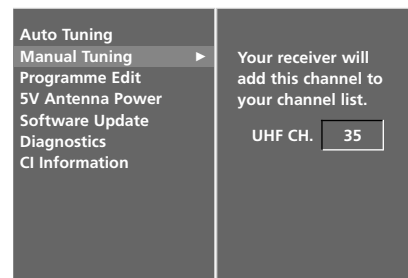 Auto Tuning
Manual Tuning ►
Programme Edit
5V Antenna Power
Software Update
Diagnostics
CI Information
Your receiver will
add this channel to
your channel list.
UHF CH. 35